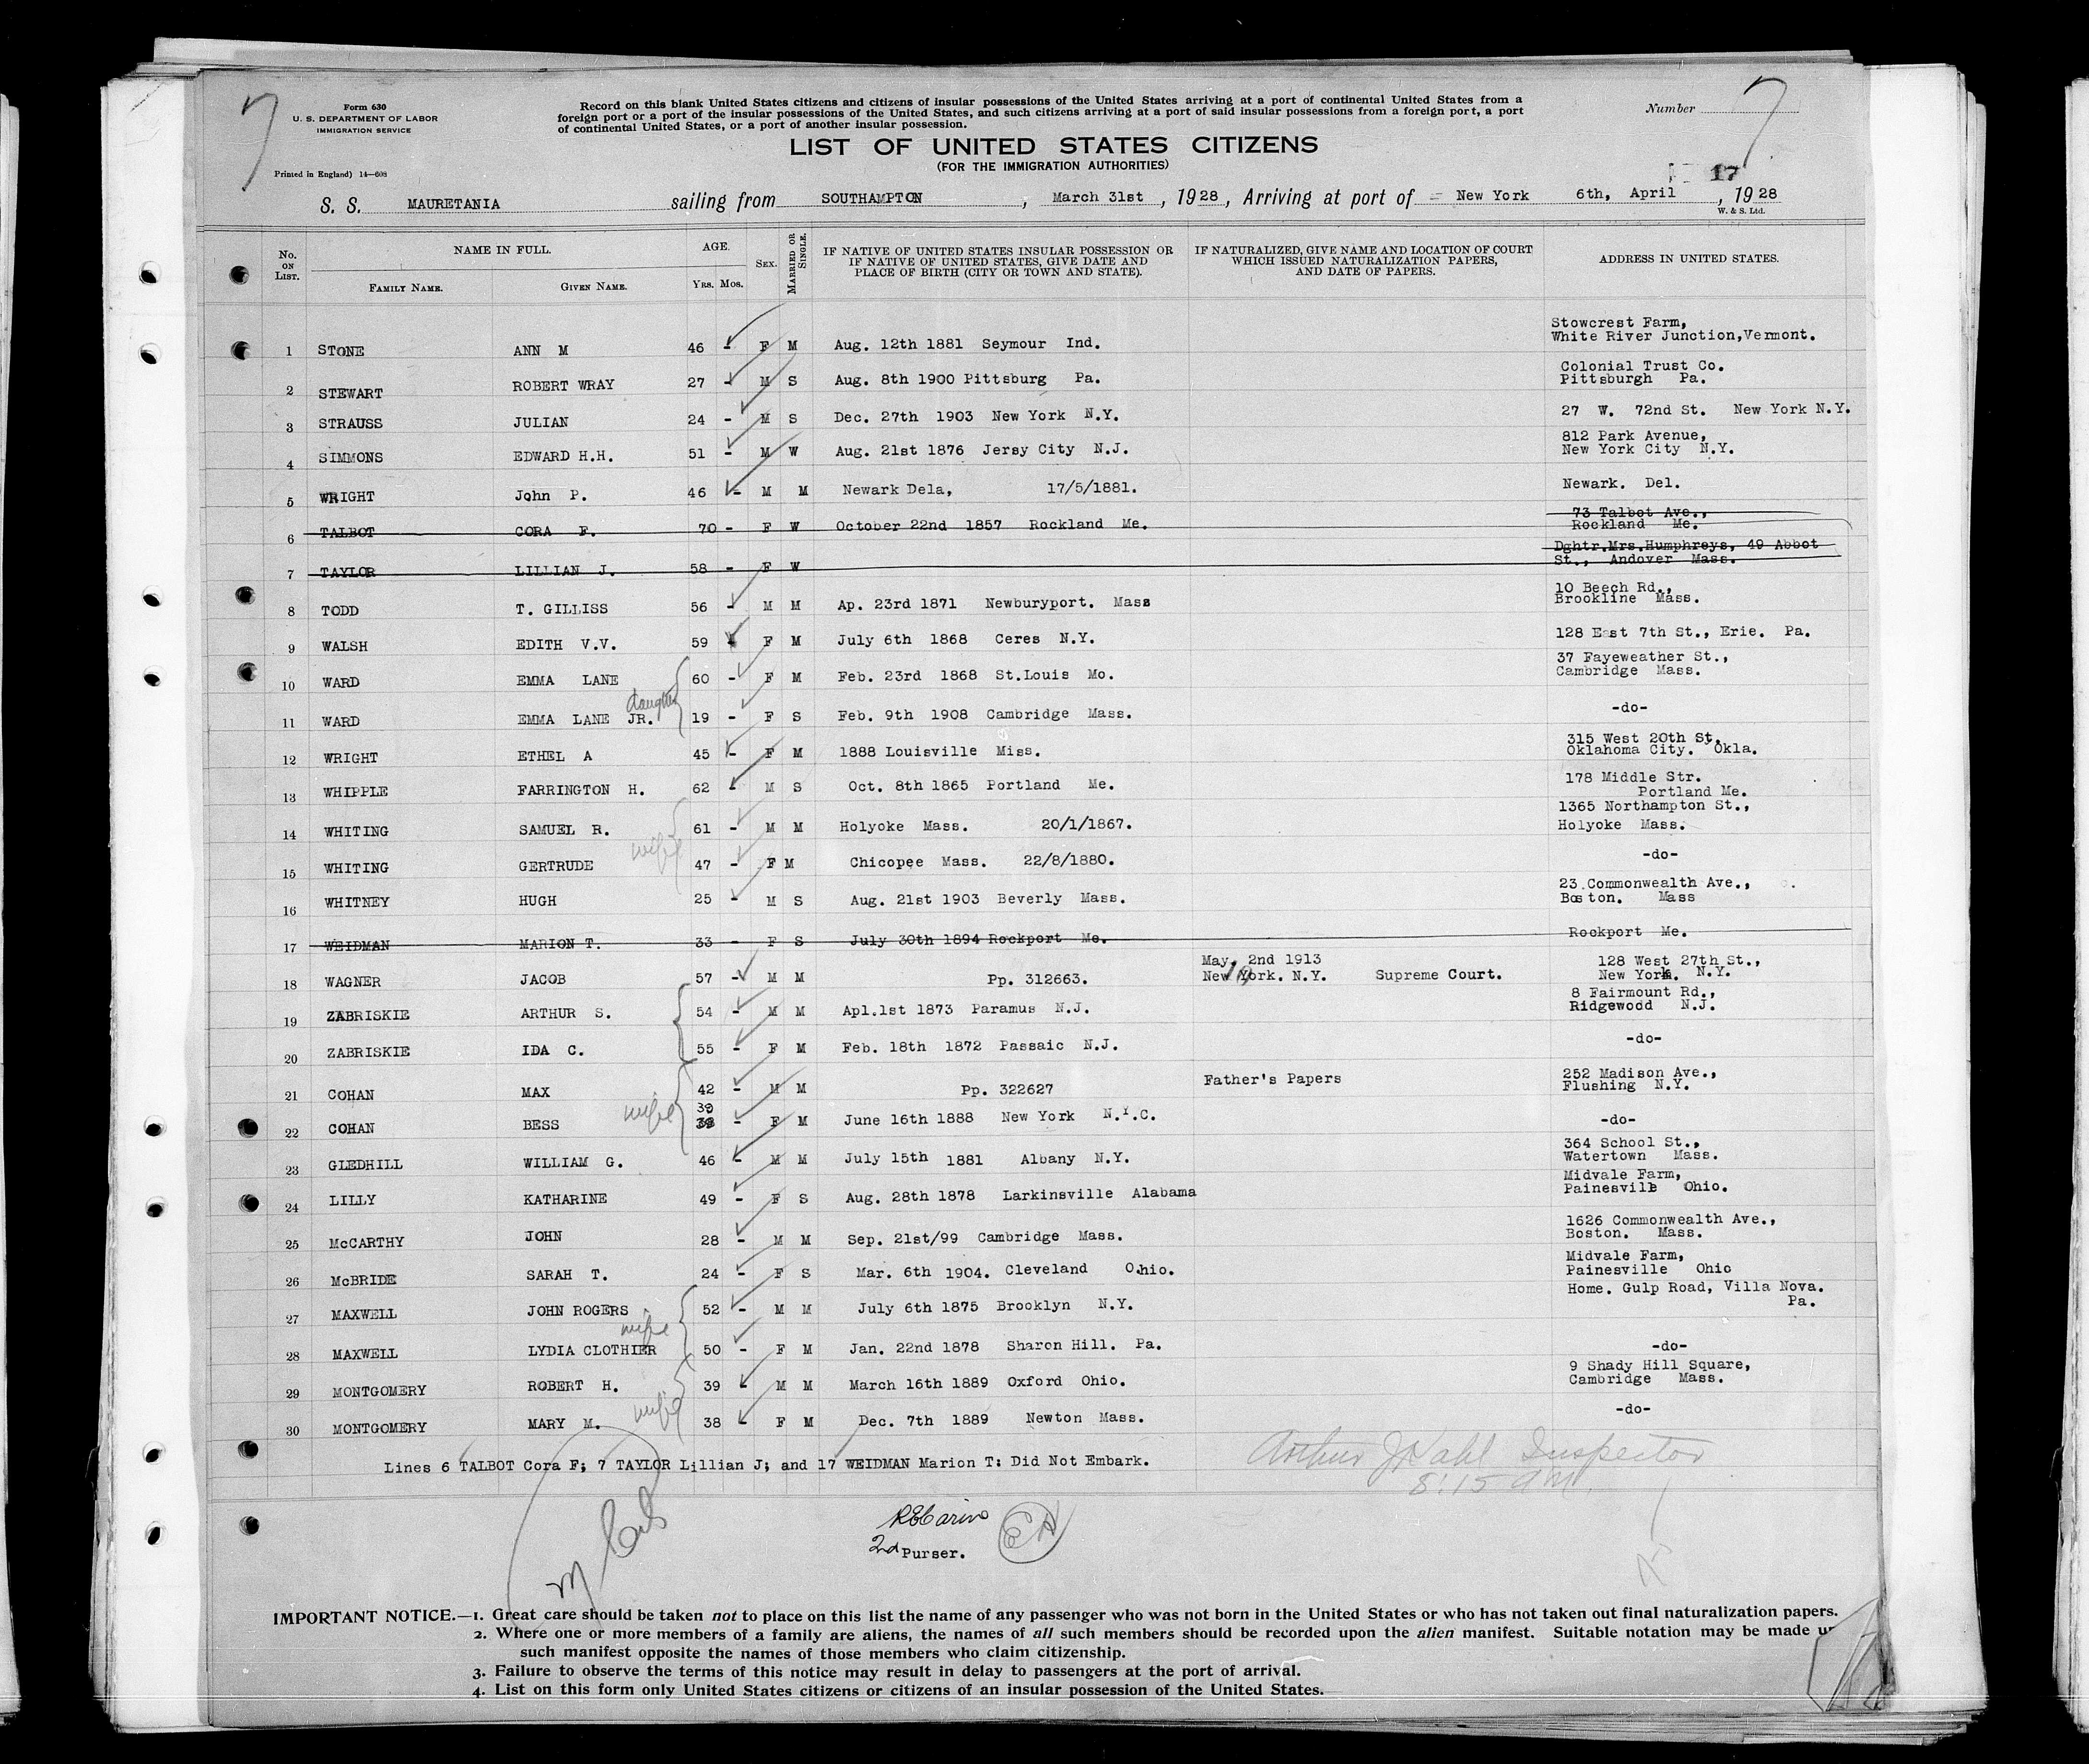 7
Form 630
U. S. DEPARTMENT OF LABOR
IMMIGRATION SERVICE
Printed in England) 14—608
Record on this blank United States citizens and citizens of insular possessions of the United States arriving at a port of continental United States from a
foreign port or a port of the insular possessions of the United States, and such citizens arriving at a port of said insular possessions from a foreign port, a port
of continental United States, or a port of another insular possession.
Number 7
LIST OF UNITED STATES CITIZENS
(FOR THE IMMIGRATION AUTHORITIES)
17
S. S. MAURETANIA sailing from SOUTHAMPTON, March 31st, 1928, Arriving at port of New York 6th, April, 1928
W. & S. Ltd.
No. ON LIST. NAME IN FULL. FAMILY NAME. GIVEN NAME. AGE. YRS. MOS. SEX. MARRIED OR SINGLE. IF NATIVE OF UNITED STATES INSULAR POSSESSION OR IF NATIVE OF UNITED STATES, GIVE DATE AND PLACE OF BIRTH (CITY OR TOWN AND STATE). IF NATURALIZED, GIVE NAME AND LOCATION OF COURT WHICH ISSUED NATURALIZATION PAPERS, AND DATE OF PAPERS. ADDRESS IN UNITED STATES.
1 STONE ANN M 46 - F M Aug. 12th 1881 Seymour Ind. Stowcrest Farm, White River Junction,Vermont.
2 STEWART ROBERT WRAY 27 - M S Aug. 8th 1900 Pittsburg Pa. Colonial Trust Co. Pittsburgh Pa.
3 STRAUSS JULIAN 24 - M S Dec. 27th 1903 New York N.Y. 27 W. 72nd St. New York N.Y.
4 SIMMONS EDWARD H.H. 51 - M W Aug. 21st 1876 Jersy City N.J. 812 Park Avenue, New York City N.Y.
5 WRIGHT John P. 46 - M M Newark Dela, 17/5/1881. Newark. Del.
6 TALBOT CORA F. 70 - F W October 22nd 1857 Rockland Me. 73 Talbot Ave., Rockland Me.
7 TAYLOR LILLIAN J. 58 - F W Dghtr.Mrs.Humphreys, 49 Abbot St., Andover Mass.
8 TODD T. GILLISS 56 - M M Ap. 23rd 1871 Newburyport. Mass 10 Beech Rd., Brookline Mass.
9 WALSH EDITH V.V. 59 F M July 6th 1868 Ceres N.Y. 128 East 7th St., Erie. Pa.
10 WARD EMMA LANE 60 - F M Feb. 23rd 1868 St.Louis Mo. 37 Fayeweather St., Cambridge Mass.
11 WARD EMMA LANE JR. daughter 19 - F S Feb. 9th 1908 Cambridge Mass. -do-
12 WRIGHT ETHEL A 45 - F M 1888 Louisville Miss. 315 West 20th St. Oklahoma City. Okla.
13 WHIPPLE FARRINGTON H. 62 - M S Oct. 8th 1865 Portland Me. 178 Middle Str. Portland Me.
14 WHITING SAMUEL R. 61 - M M Holyoke Mass. 20/1/1867. 1365 Northampton St., Holyoke Mass.
15 WHITING GERTRUDE wife 47 - F M Chicopee Mass. 22/8/1880. -do-
16 WHITNEY HUGH 25 - M S Aug. 21st 1903 Beverly Mass. 23 Commonwealth Ave., Boston. Mass
17 WEIDMAN MARION T. 33 - F S July 30th 1894 Rockport Me. Rockport Me.
18 WAGNER JACOB 57 - M M Pp. 312663. May, 2nd 1913 New York. N.Y. Supreme Court. 128 West 27th St., New York. N.Y.
19 ZABRISKIE ARTHUR S. 54 - M M Apl.1st 1873 Paramus N.J. 8 Fairmount Rd., Ridgewood N.J.
20 ZABRISKIE IDA C. 55 - F M Feb. 18th 1872 Passaic N.J. -do-
21 COHAN MAX 42 - M M Pp. 322627 Father's Papers 252 Madison Ave., Flushing N.Y.
22 COHAN BESS wife 39 - F M June 16th 1888 New York N.Y.C. -do-
23 GLEDHILL WILLIAM G. 46 - M M July 15th 1881 Albany N.Y. 364 School St., Watertown Mass.
24 LILLY KATHARINE 49 - F S Aug. 28th 1878 Larkinsville Alabama Midvale Farm, Painesville Ohio.
25 McCARTHY JOHN 28 - M M Sep. 21st/99 Cambridge Mass. 1626 Commonwealth Ave., Boston. Mass.
26 McBRIDE SARAH T. 24 - F S Mar. 6th 1904. Cleveland Ohio. Midvale Farm, Painesville Ohio
27 MAXWELL JOHN ROGERS 52 - M M July 6th 1875 Brooklyn N.Y. Home. Gulp Road, Villa Nova. Pa.
28 MAXWELL LYDIA CLOTHIER wife 50 - F M Jan. 22nd 1878 Sharon Hill. Pa. -do-
29 MONTGOMERY ROBERT H. 39 - M M March 16th 1889 Oxford Ohio. 9 Shady Hill Square, Cambridge Mass.
30 MONTGOMERY MARY M. wife 38 - F M Dec. 7th 1889 Newton Mass. -do-
Lines 6 TALBOT Cora F; 7 TAYLOR Lillian J; and 17 WEIDMAN Marion T: Did Not Embark.
Inspector
8:15 AM.
2nd Purser.
IMPORTANT NOTICE.—1. Great care should be taken not to place on this list the name of any passenger who was not born in the United States or who has not taken out final naturalization papers.
2. Where one or more members of a family are aliens, the names of all such members should be recorded upon the alien manifest. Suitable notation may be made
such manifest opposite the names of those members who claim citizenship.
3. Failure to observe the terms of this notice may result in delay to passengers at the port of arrival.
4. List on this form only United States citizens or citizens of an insular possession of the United States.